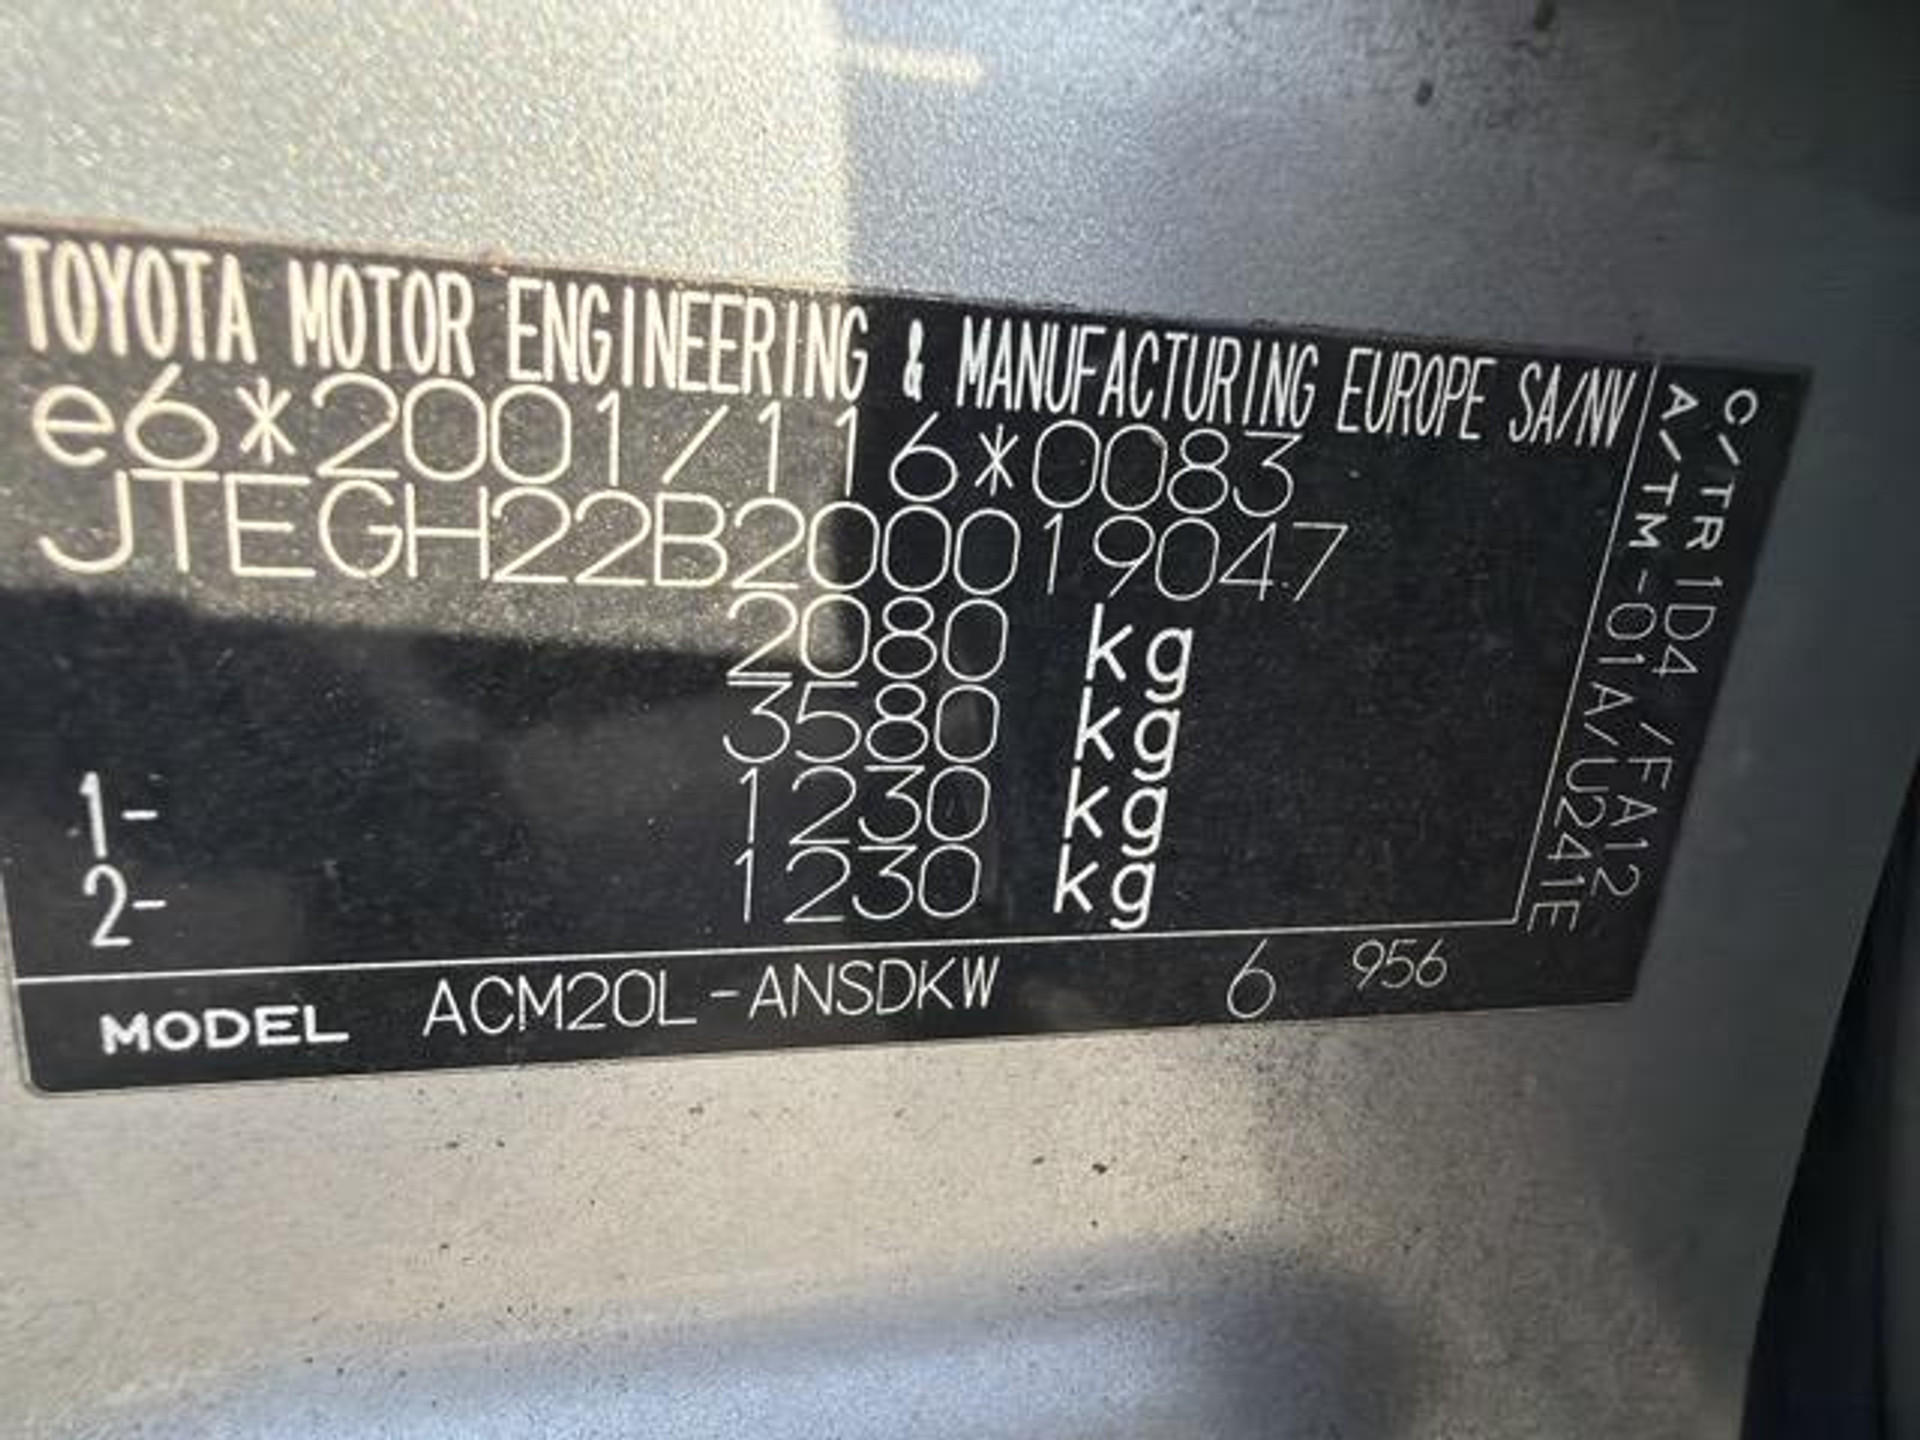 TOYOTA MOTOR ENGINEERING & MANUFACTURING EUROPE SA/NV
e6*2001/116*0083
JTEGH22B200019047
2080 kg
3580 kg
1- 1230 kg
2- 1230 kg
MODEL ACM20L-ANSDKW 6 956
C/TR 1D4 /FA12
A/TM-01A/U241E